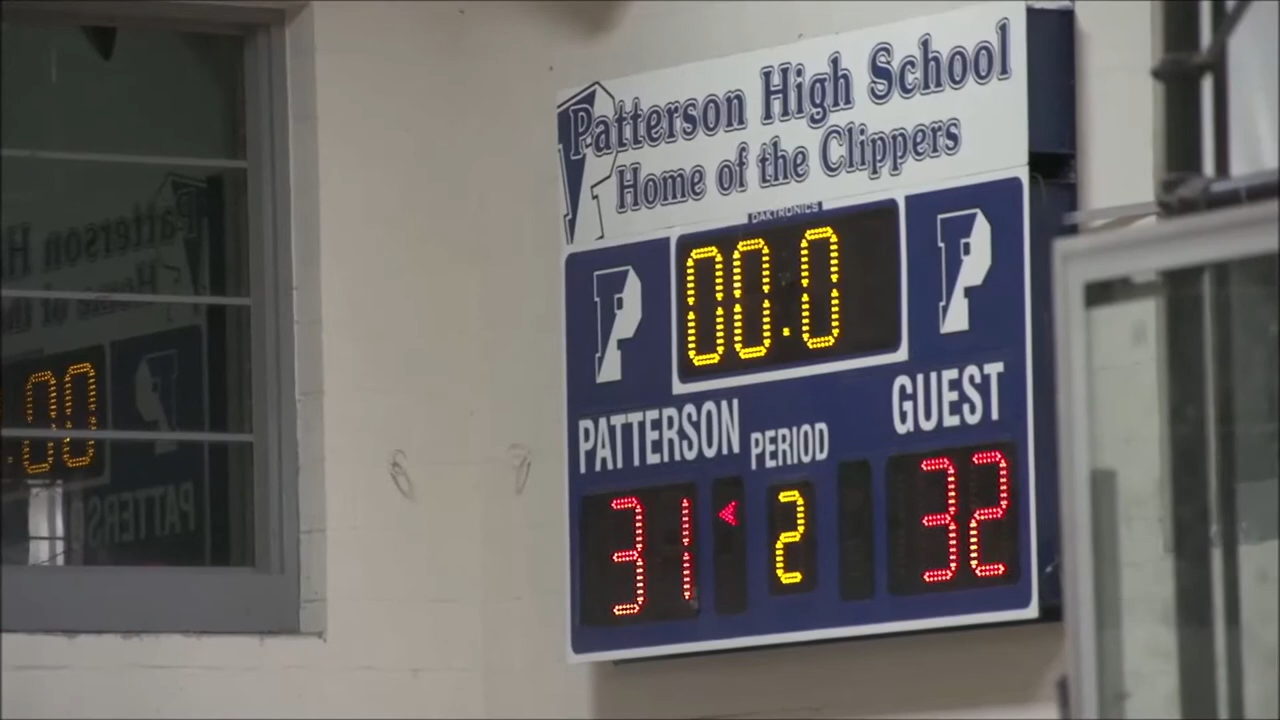 Patterson High School
Home of the Clippers
DAKTRONICS
00.0
P P
PATTERSON PERIOD GUEST
31 2 32